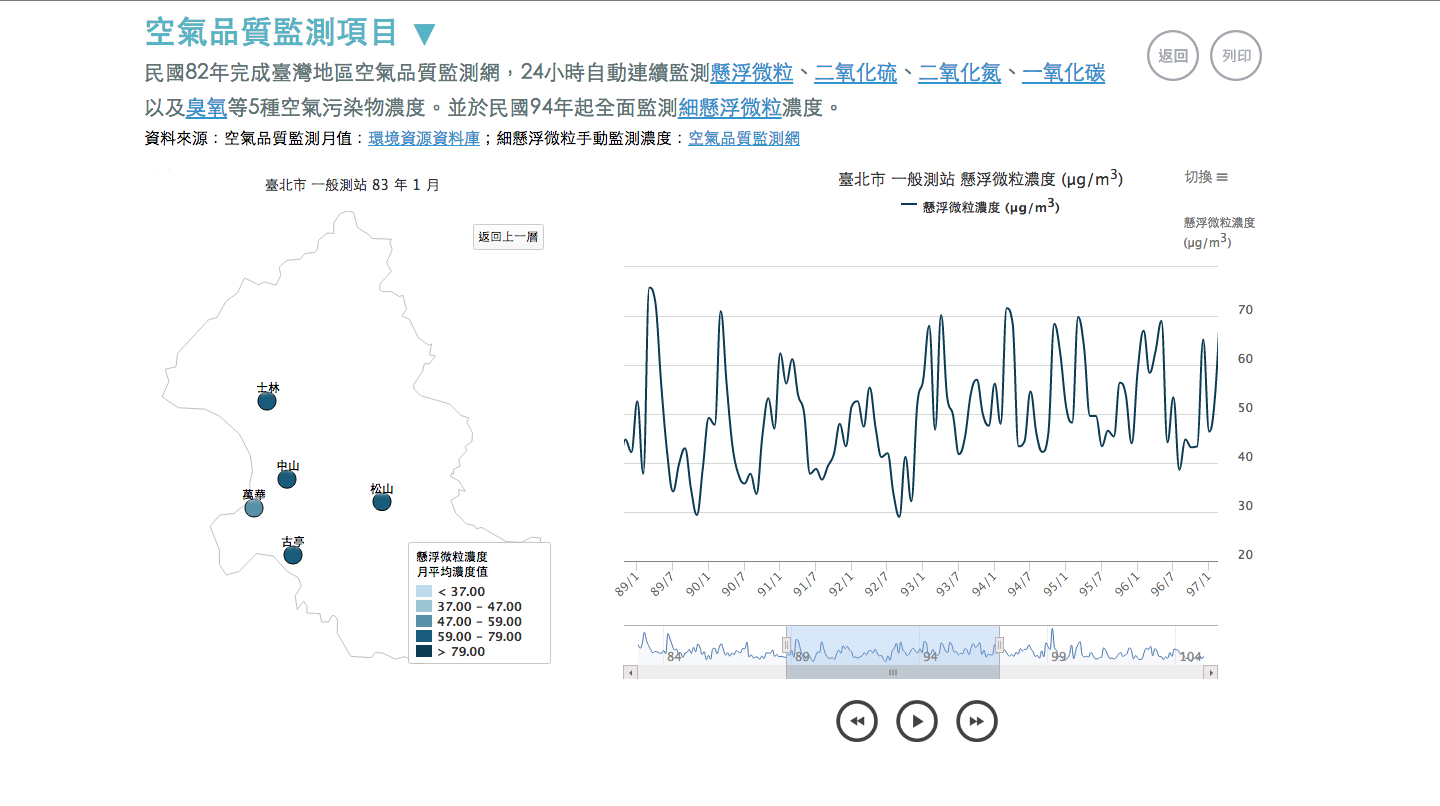 空氣品質監測項目 ▼
返回
列印
民國82年完成臺灣地區空氣品質監測網，24小時自動連續監測懸浮微粒、二氧化硫、二氧化氮、一氧化碳
以及臭氧等5種空氣污染物濃度。並於民國94年起全面監測細懸浮微粒濃度。
資料來源：空氣品質監測月值：環境資源資料庫；細懸浮微粒手動監測濃度：空氣品質監測網
臺北市 一般測站 83 年 1 月
返回上一層
士林
中山
萬華
松山
古亭
懸浮微粒濃度
月平均濃度值
< 37.00
37.00 – 47.00
47.00 – 59.00
59.00 – 79.00
> 79.00
臺北市 一般測站 懸浮微粒濃度 (μg/m3)
切換
懸浮微粒濃度 (μg/m3)
懸浮微粒濃度
(μg/m3)
70
60
50
40
30
20
89/1 89/7 90/1 90/7 91/1 91/7 92/1 92/7 93/1 93/7 94/1 94/7 95/1 95/7 96/1 96/7 97/1
84 89 94 99 104